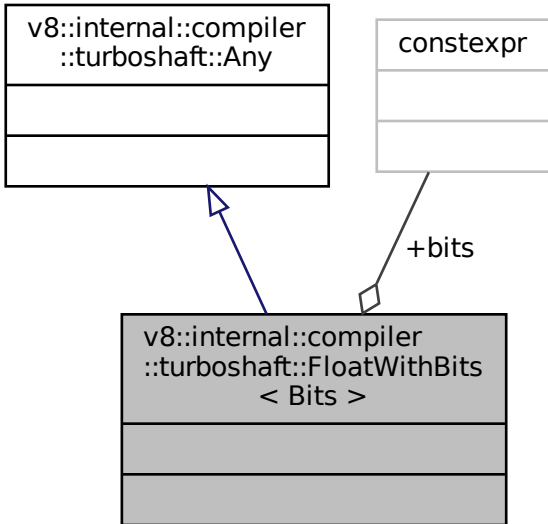 v8::internal::compiler
::turboshaft::Any
constexpr
+bits
v8::internal::compiler
::turboshaft::FloatWithBits
< Bits >